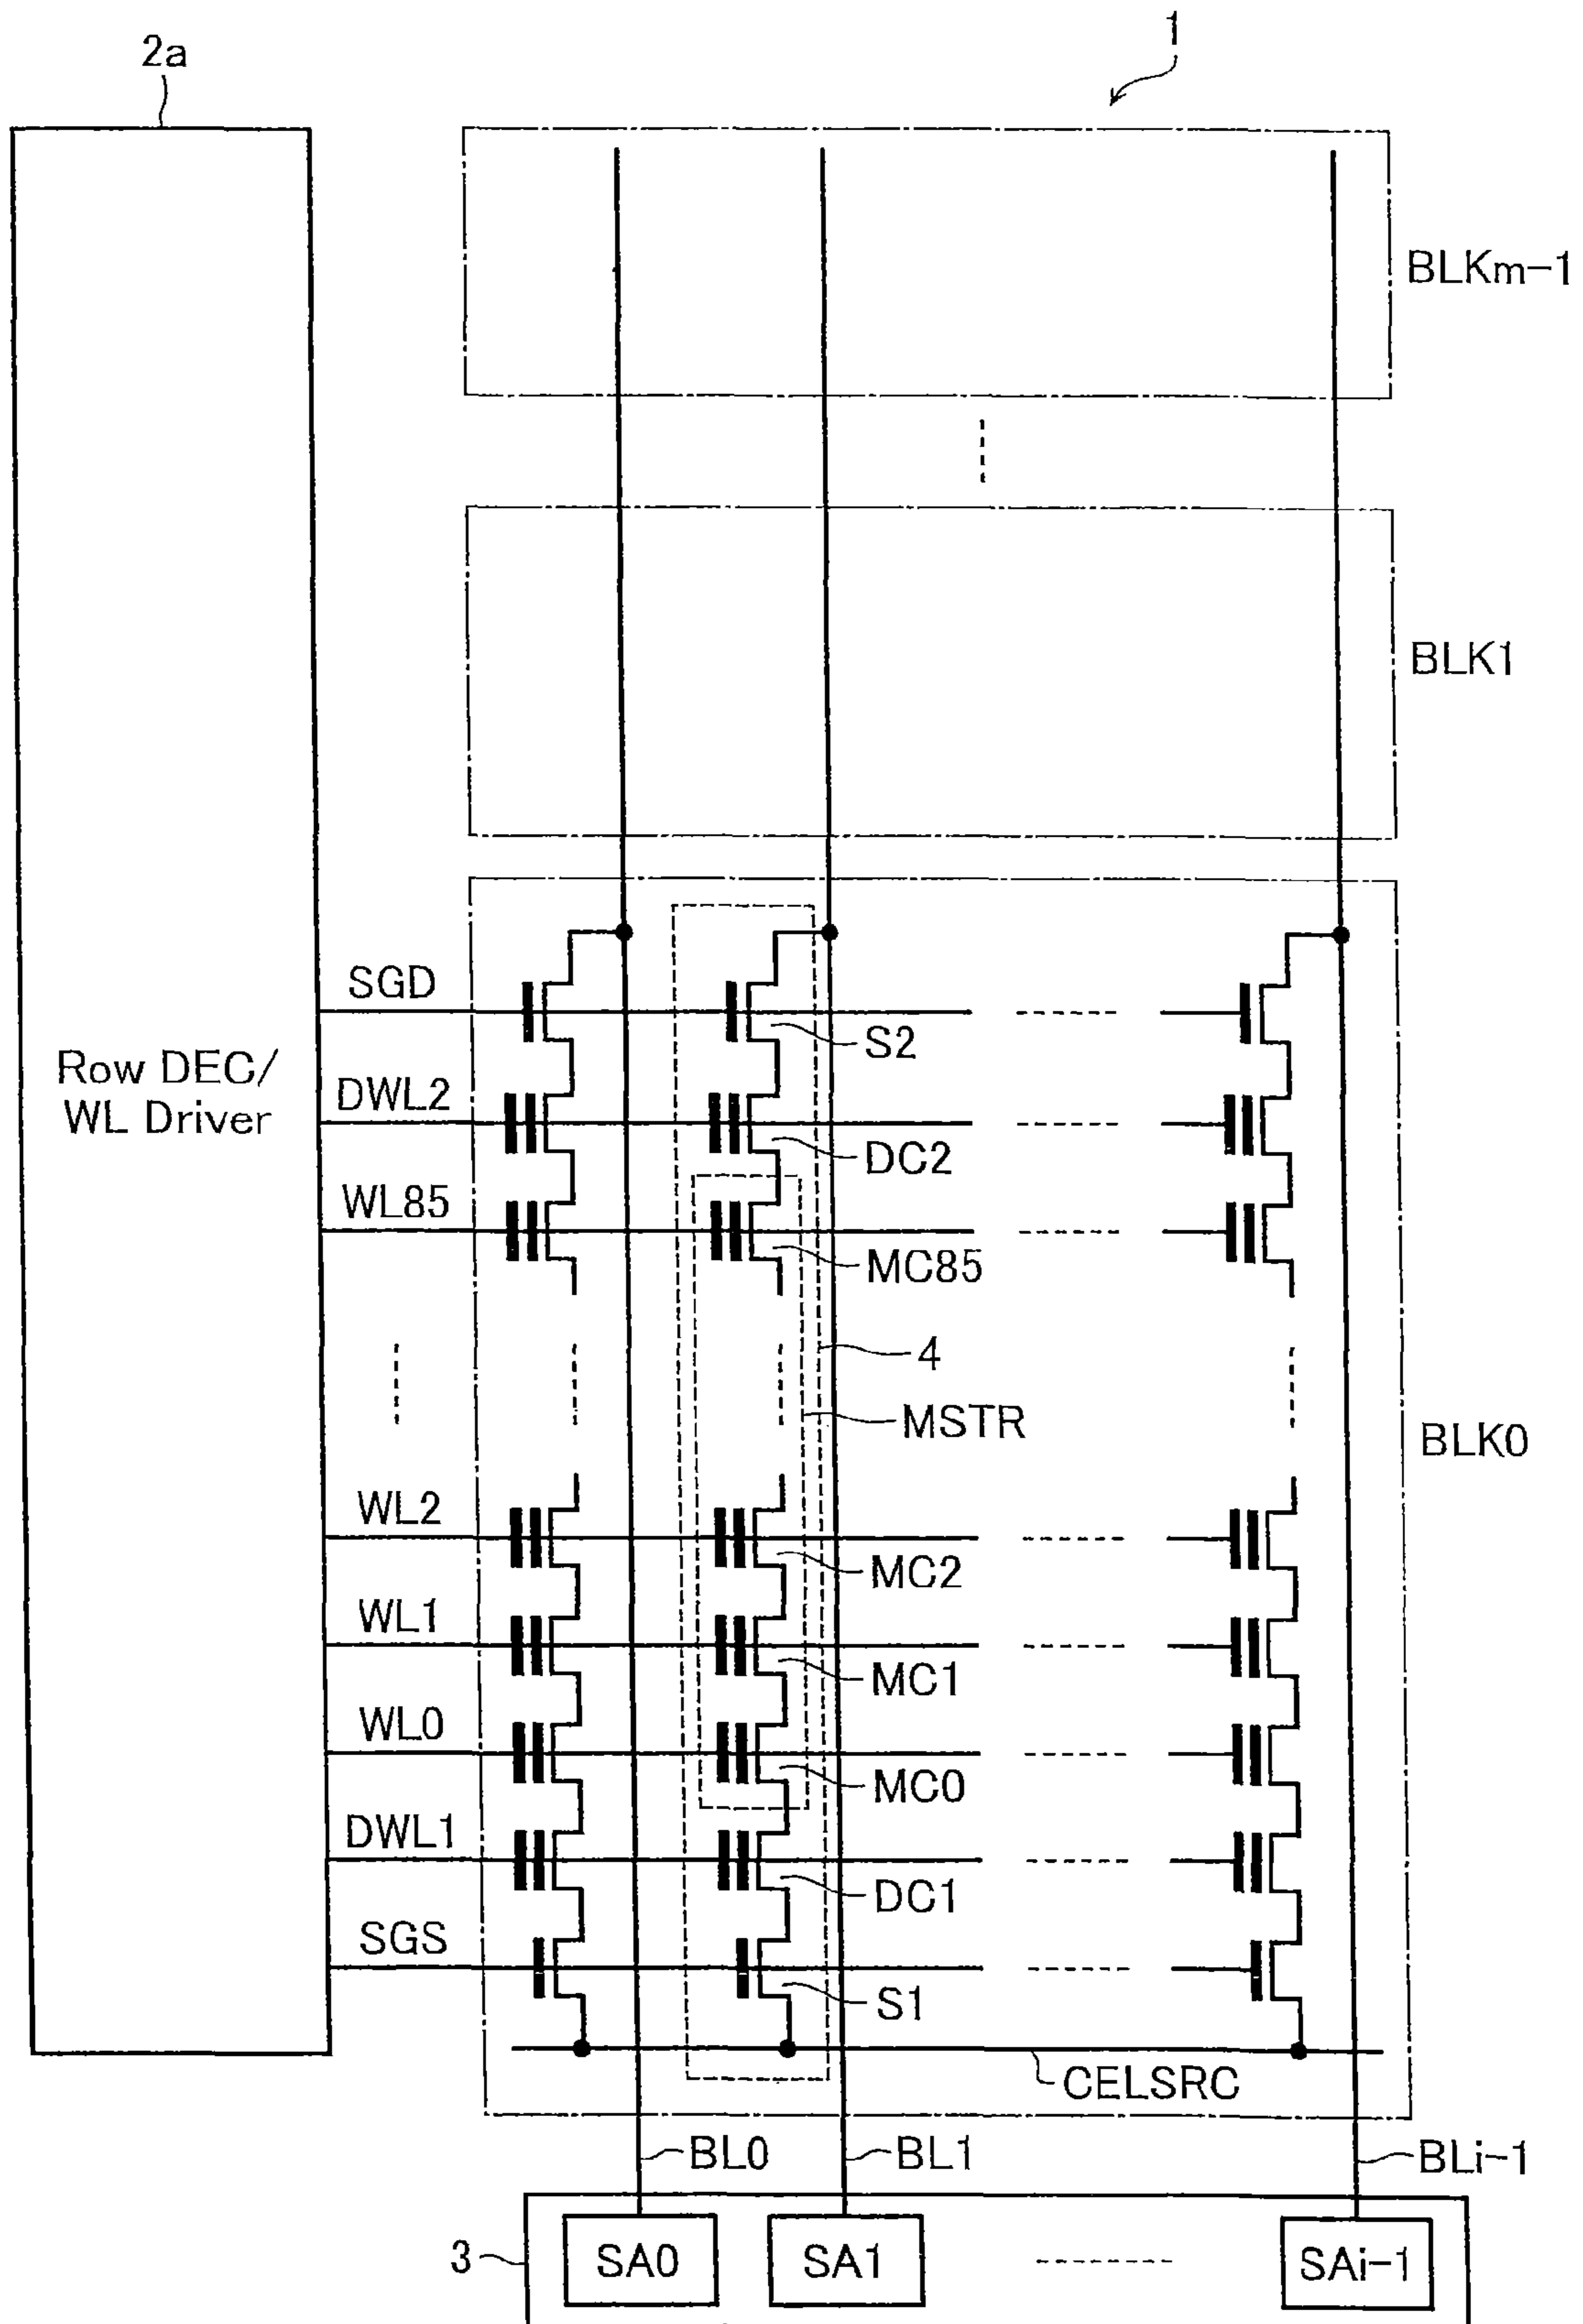 1
2a
BLKm-1
BLK1
SGD
S2
Row DEC/
WL Driver
DWL2
DC2
WL85
MC85
4
MSTR
BLK0
WL2
MC2
WL1
MC1
WL0
MC0
DWL1
DC1
SGS
S1
CELSRC
BL0
BL1
BLi-1
3
SA0
SA1
SAi-1